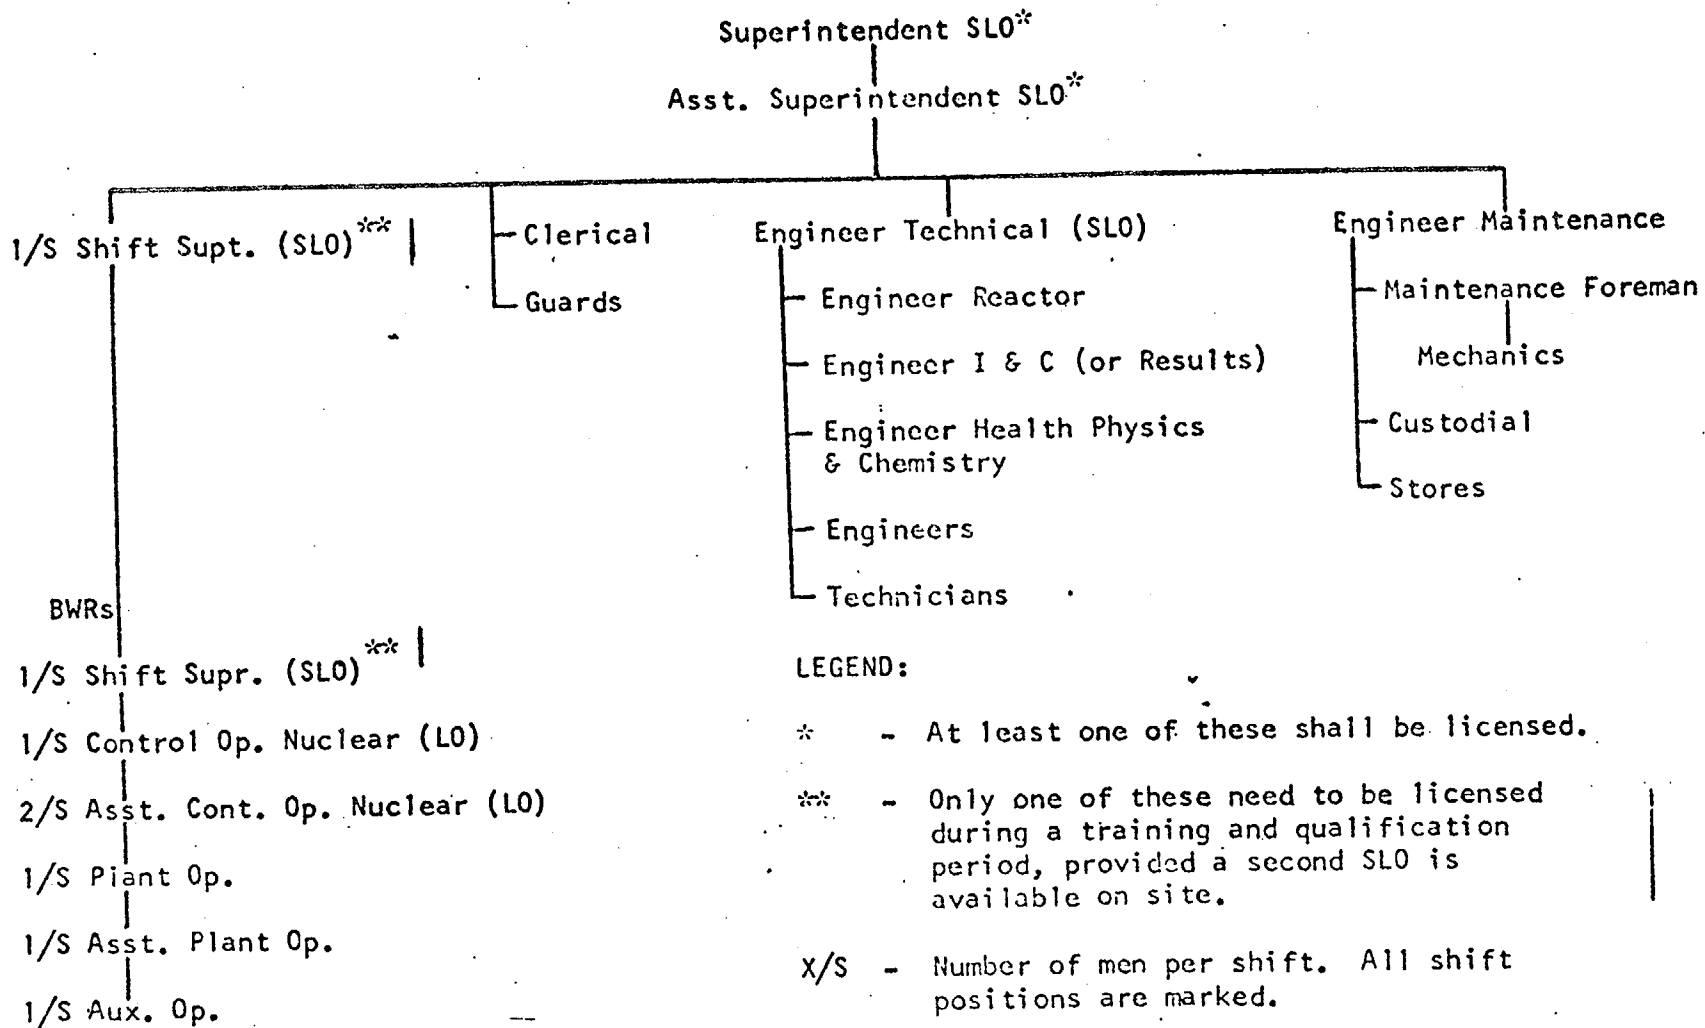 Superintendent SLO*
Asst. Superintendent SLO*
1/S Shift Supt. (SLO)**
Clerical
Guards
Engineer Technical (SLO)
Engineer Reactor
Engineer I & C (or Results)
Engineer Health Physics
& Chemistry
Engineers
Technicians
Engineer Maintenance
Maintenance Foreman
Mechanics
Custodial
Stores
BWRs
1/S Shift Supr. (SLO)**
1/S Control Op. Nuclear (LO)
2/S Asst. Cont. Op. Nuclear (LO)
1/S Plant Op.
1/S Asst. Plant Op.
1/S Aux. Op.
LEGEND:
* - At least one of these shall be licensed.
** - Only one of these need to be licensed
during a training and qualification
period, provided a second SLO is
available on site.
X/S - Number of men per shift. All shift
positions are marked.